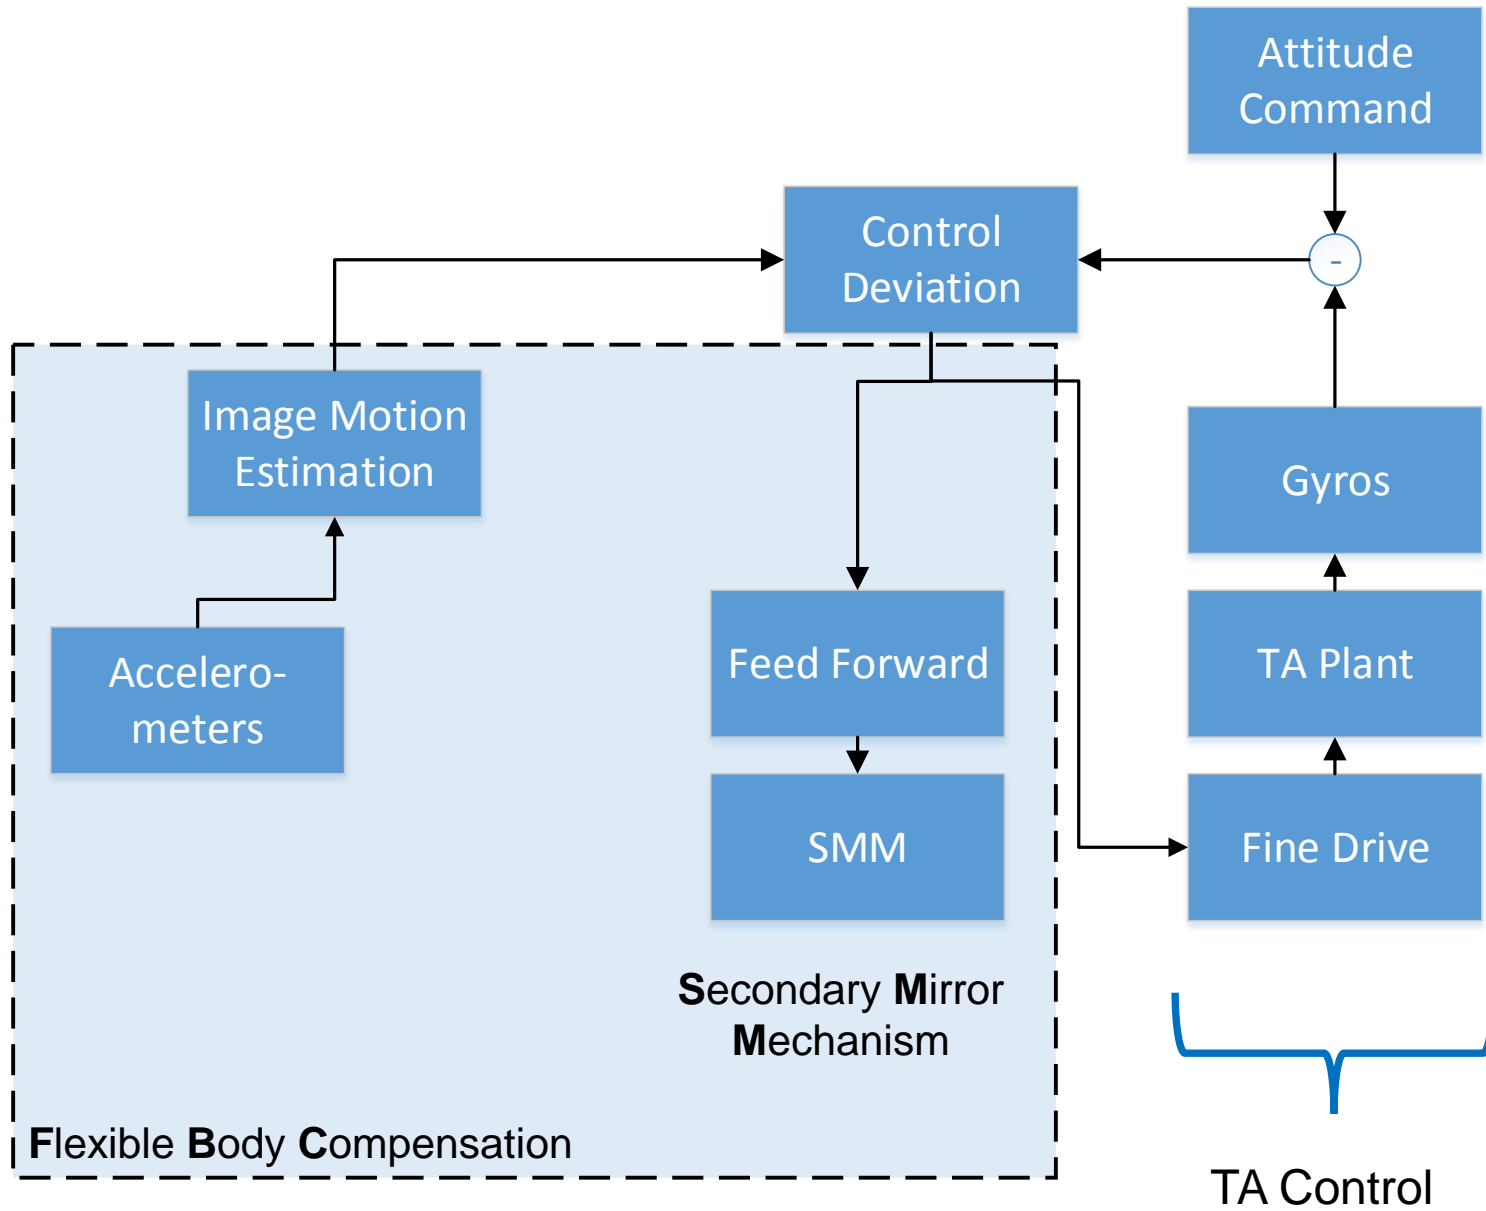 Attitude
Command
Control
Deviation
-
Image Motion
Estimation
Gyros
Accelero-
meters
Feed Forward
TA Plant
SMM
Fine Drive
Secondary Mirror
Mechanism
Flexible Body Compensation
TA Control